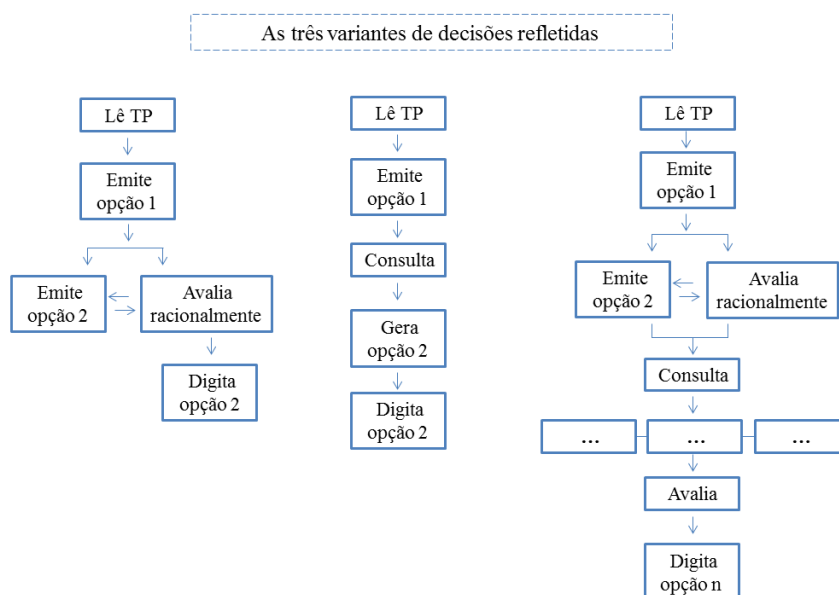 As três variantes de decisões refletidas
Lê TP
Emite
opção 1
Emite
opção 2
Avalia
racionalmente
Digita
opção 2
Lê TP
Emite
opção 1
Consulta
Gera
opção 2
Digita
opção 2
Lê TP
Emite
opção 1
Emite
opção 2
Avalia
racionalmente
Consulta
...
...
...
Avalia
Digita
opção n